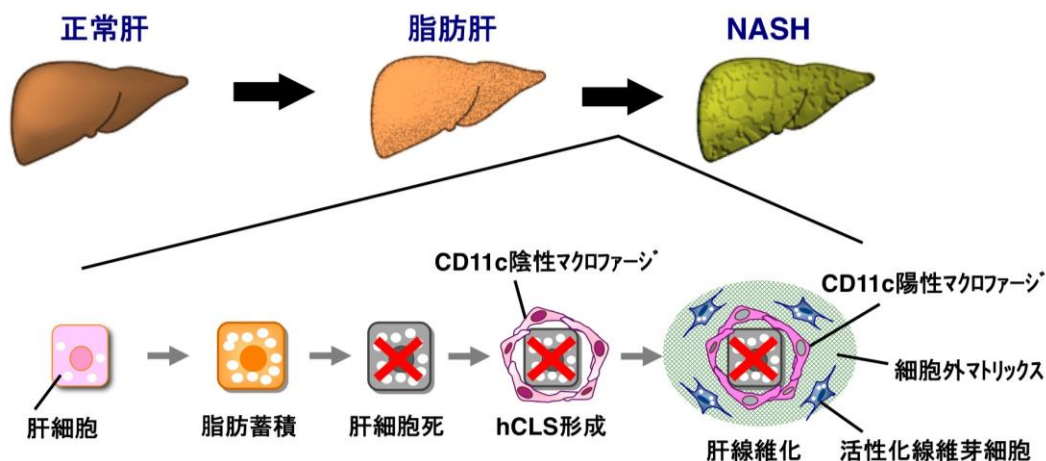 正常肝
脂肪肝
NASH
CD11c陰性マクロファージ
CD11c陽性マクロファージ
細胞外マトリックス
肝細胞
脂肪蓄積
肝細胞死
hCLS形成
肝線維化
活性化線維芽細胞